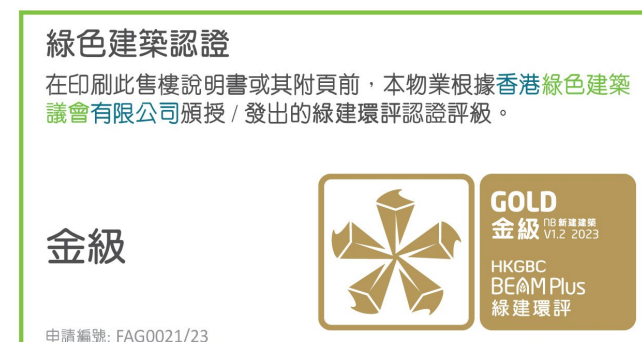 綠色建築認證
在印刷此售樓說明書或其附頁前，本物業根據香港綠色建築
議會有限公司頒授 / 發出的綠建環評認證評級。
金級
GOLD
金級 NB 新建建築 V1.2 2023
HKGBC
BEAM Plus
綠建環評
申請編號: FAG0021/23